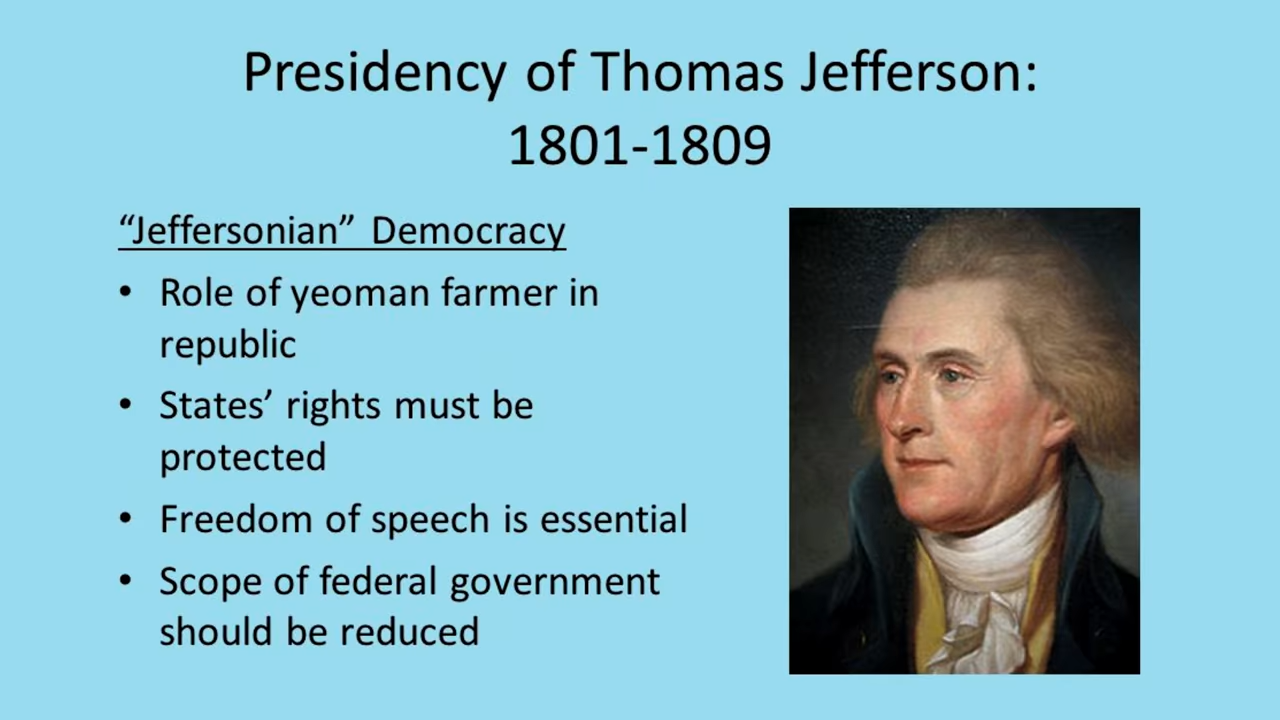 Presidency of Thomas Jefferson:
1801-1809
“Jeffersonian” Democracy
• Role of yeoman farmer in
republic
• States’ rights must be
protected
• Freedom of speech is essential
• Scope of federal government
should be reduced